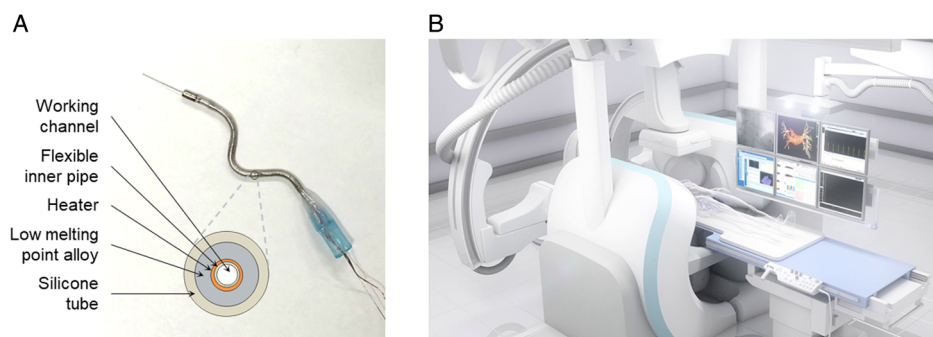 A
B
Working
channel
Flexible
inner pipe
Heater
Low melting
point alloy
Silicone
tube